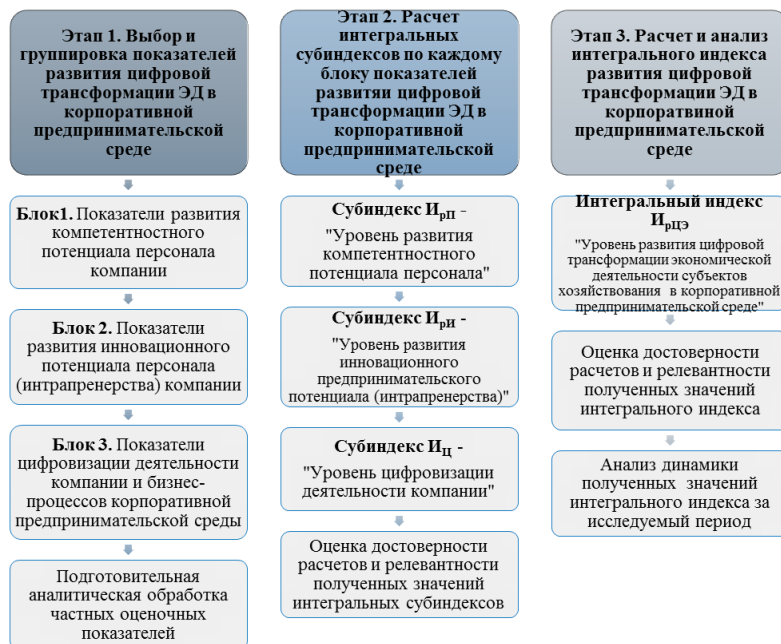 Этап 1. Выбор и
группировка показателей
развития цифровой
трансформации ЭД в
корпоративной
предпринимательской
среде
Блок1. Показатели развития
компетентностного
потенциала персонала
компании
Блок 2. Показатели
развития инновационного
потенциала персонала
(интрапренерства) компании
Блок 3. Показатели
цифровизации деятельности
компании и бизнес-
процессов корпоративной
предпринимательской среды
Подготовительная
аналитическая обработка
частных оценочных
показателей
Этап 2. Расчет
интегральных
субиндексов по каждому
блоку показателей
развитяи цифровой
трансформации ЭД в
корпоративной
предпринимательской
среде
Субиндекс ИрП -
"Уровень развития
компетентностного
потенциала персонала"
Субиндекс ИрИ -
"Уровень развития
инновационного
предпринимательского
потенциала (интрапренерства)"
Субиндекс ИЦ -
"Уровень цифровизации
деятельности компании"
Оценка достоверности
расчетов и релевантности
полученных значений
интегральных субиндексов
Этап 3. Расчет и анализ
интегрального индекса
развития цифровой
трансформации ЭД в
корпоратвиной
предпринимательской
среде
Интегральный индекс
ИрЦЭ
"Уровень развития цифровой
трансформации экономической
деятельности субъектов
хозяйствования в корпоративной
предпринимательской среде"
Оценка достоверности
расчетов и релевантности
полученных значений
интегрального индекса
Анализ динамики
полученных значений
интегрального индекса за
исследуемый период